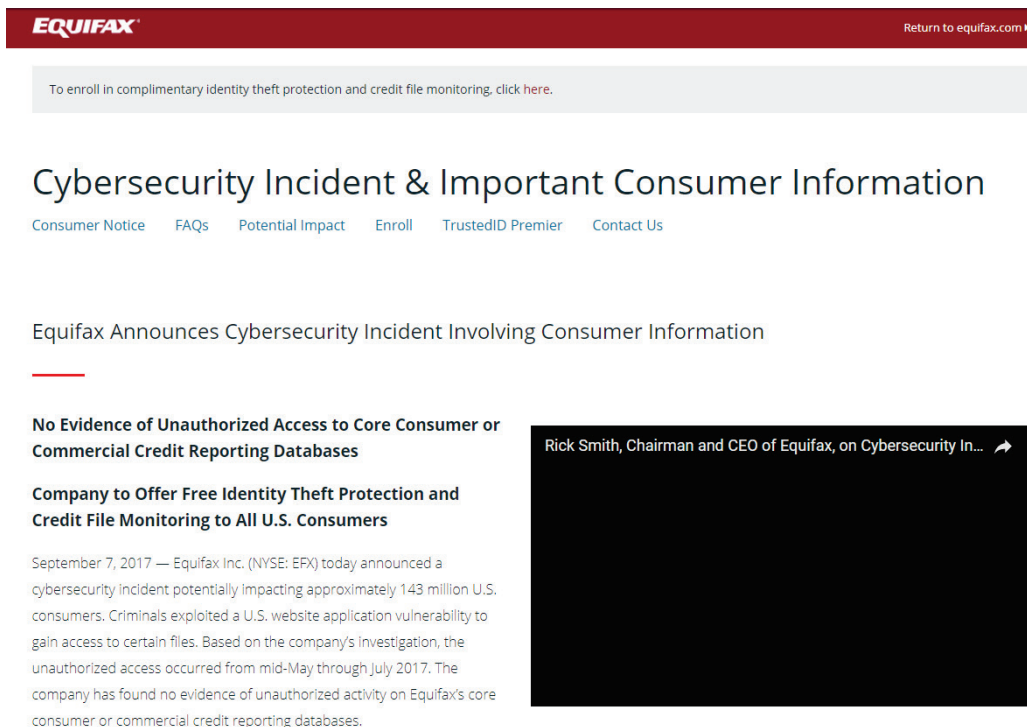 EQUIFAX
Return to equifax.com
To enroll in complimentary identity theft protection and credit file monitoring, click here.
Cybersecurity Incident & Important Consumer Information
Consumer Notice FAQs Potential Impact Enroll TrustedID Premier Contact Us
Equifax Announces Cybersecurity Incident Involving Consumer Information
No Evidence of Unauthorized Access to Core Consumer or
Commercial Credit Reporting Databases
Company to Offer Free Identity Theft Protection and
Credit File Monitoring to All U.S. Consumers
September 7, 2017 — Equifax Inc. (NYSE: EFX) today announced a
cybersecurity incident potentially impacting approximately 143 million U.S.
consumers. Criminals exploited a U.S. website application vulnerability to
gain access to certain files. Based on the company's investigation, the
unauthorized access occurred from mid-May through July 2017. The
company has found no evidence of unauthorized activity on Equifax's core
consumer or commercial credit reporting databases.
Rick Smith, Chairman and CEO of Equifax, on Cybersecurity In...